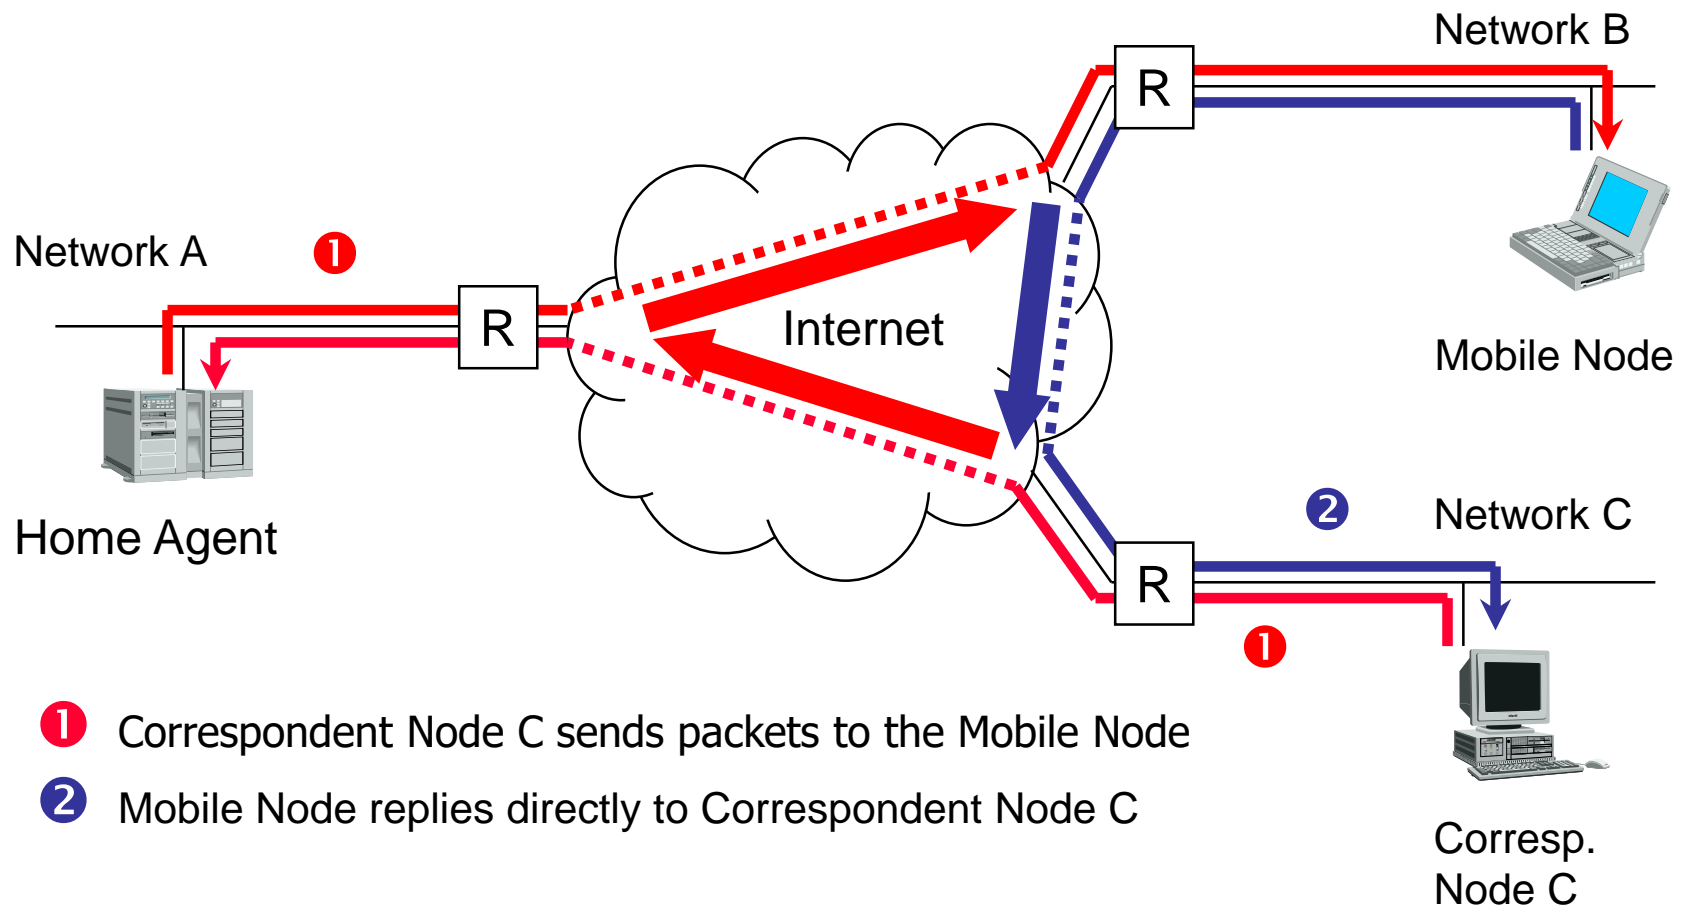 Network B
R
Network A
❶
R
Internet
Mobile Node
Home Agent
❷
Network C
R
❶
❶ Correspondent Node C sends packets to the Mobile Node
❷ Mobile Node replies directly to Correspondent Node C
Corresp.
Node C